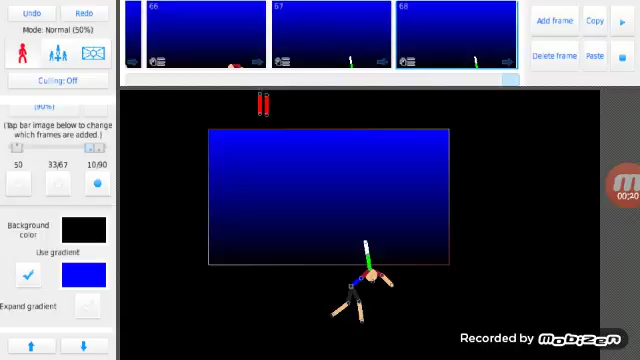 Undo Redo
Mode: Normal (50%)
Culling: Off
(90%)
(Tap bar image below to change
which frames are added.)
50 33/67 10/90
Background
color
Use gradient
Expand gradient
66 67 68
Add frame Copy
Delete frame Paste
00:20
Recorded by MOBIZEN